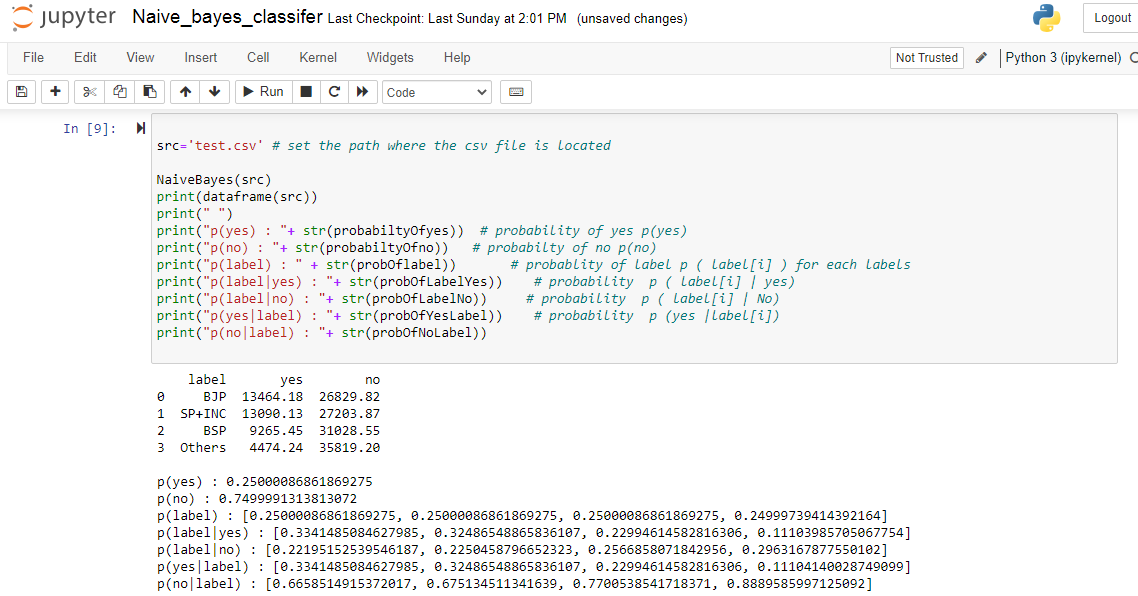 jupyter Naive_bayes_classifer Last Checkpoint: Last Sunday at 2:01 PM (unsaved changes) Logout
File Edit View Insert Cell Kernel Widgets Help Not Trusted Python 3 (ipykernel)
Run Code
In [9]:
src='test.csv' # set the path where the csv file is located
NaiveBayes(src)
print(dataframe(src))
print(" ")
print("p(yes) : "+ str(probabiltyOfyes)) # probability of yes p(yes)
print("p(no) : "+ str(probabiltyOfno)) # probabilty of no p(no)
print("p(label) : " + str(probOflabel)) # probablity of label p ( label[i] ) for each labels
print("p(label|yes) : "+ str(probOfLabelYes)) # probability p ( label[i] | yes)
print("p(label|no) : "+ str(probOfLabelNo)) # probability p ( label[i] | No)
print("p(yes|label) : "+ str(probOfYesLabel)) # probability p (yes |label[i])
print("p(no|label) : "+ str(probOfNoLabel))
label yes no
0 BJP 13464.18 26829.82
1 SP+INC 13090.13 27203.87
2 BSP 9265.45 31028.55
3 Others 4474.24 35819.20
p(yes) : 0.25000086861869275
p(no) : 0.7499991313813072
p(label) : [0.25000086861869275, 0.25000086861869275, 0.25000086861869275, 0.24999739414392164]
p(label|yes) : [0.3341485084627985, 0.32486548865836107, 0.22994614582816306, 0.11103985705067754]
p(label|no) : [0.22195152539546187, 0.2250458796652323, 0.2566858071842956, 0.2963167877550102]
p(yes|label) : [0.3341485084627985, 0.32486548865836107, 0.22994614582816306, 0.11104140028749099]
p(no|label) : [0.6658514915372017, 0.675134511341639, 0.7700538541718371, 0.8889585997125092]